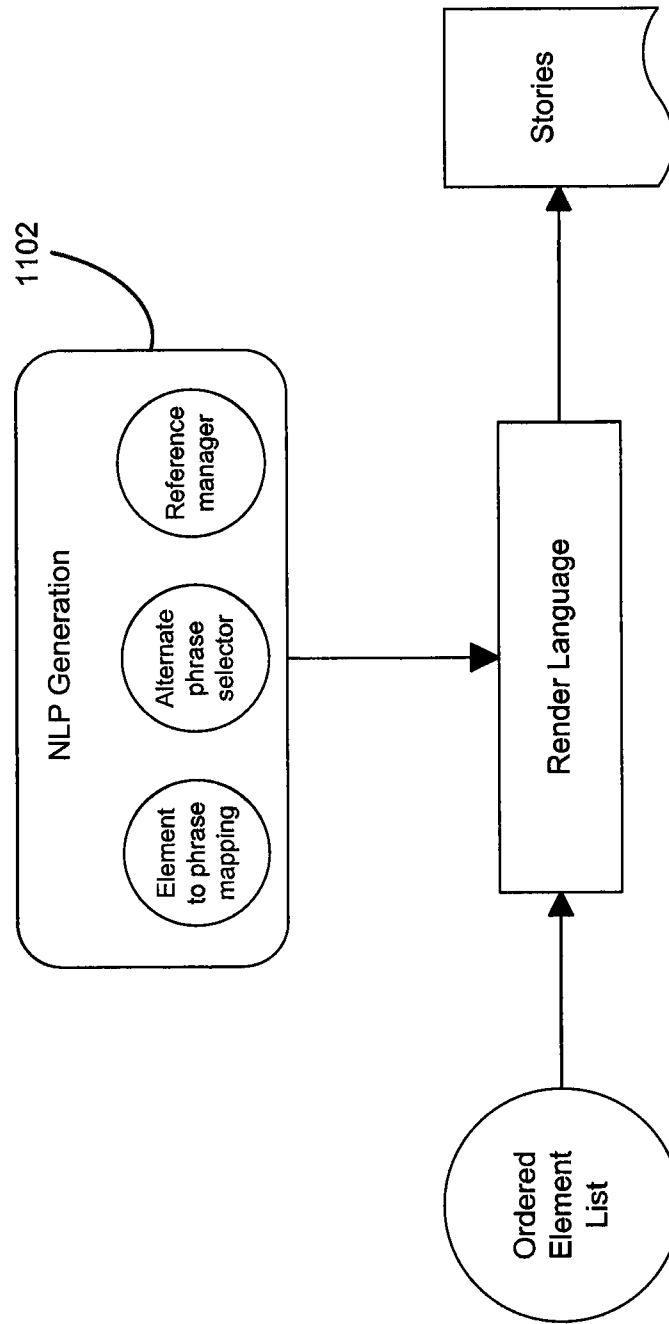 1102
NLP Generation
Element
to phrase
mapping
Alternate
phrase
selector
Reference
manager
Ordered
Element
List
Render Language
Stories